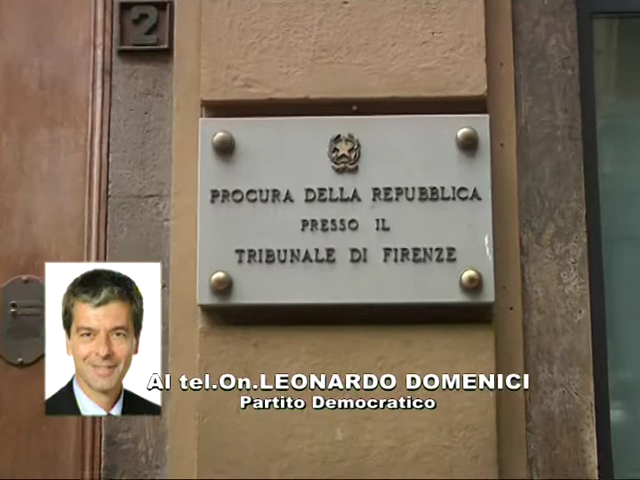 2
PROCURA DELLA REPUBBLICA
PRESSO IL
TRIBUNALE DI FIRENZE
Al tel.On.LEONARDO DOMENICI
Partito Democratico